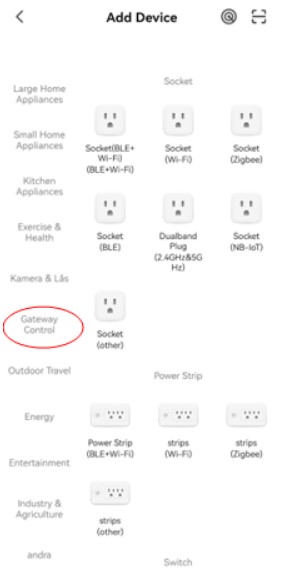 Add Device
Large Home
Appliances
Small Home
Appliances
Kitchen
Appliances
Exercise &
Health
Kamera & Lås
Gateway
Control
Outdoor Travel
Energy
Entertainment
Industry &
Agriculture
andra
Socket
Socket(BLE+
Wi-Fi)
(BLE+Wi-Fi)
Socket
(Wi-Fi)
Socket
(Zigbee)
Socket
(BLE)
Dualband
Plug
(2.4GHz&5G
Hz)
Socket
(NB-IoT)
Socket
(other)
Power Strip
Power Strip
(BLE+Wi-Fi)
strips
(Wi-Fi)
strips
(Zigbee)
strips
(other)
Switch